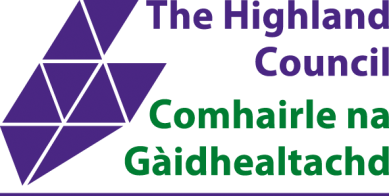 The Highland
Council
Comhairle na
Gàidhealtachd